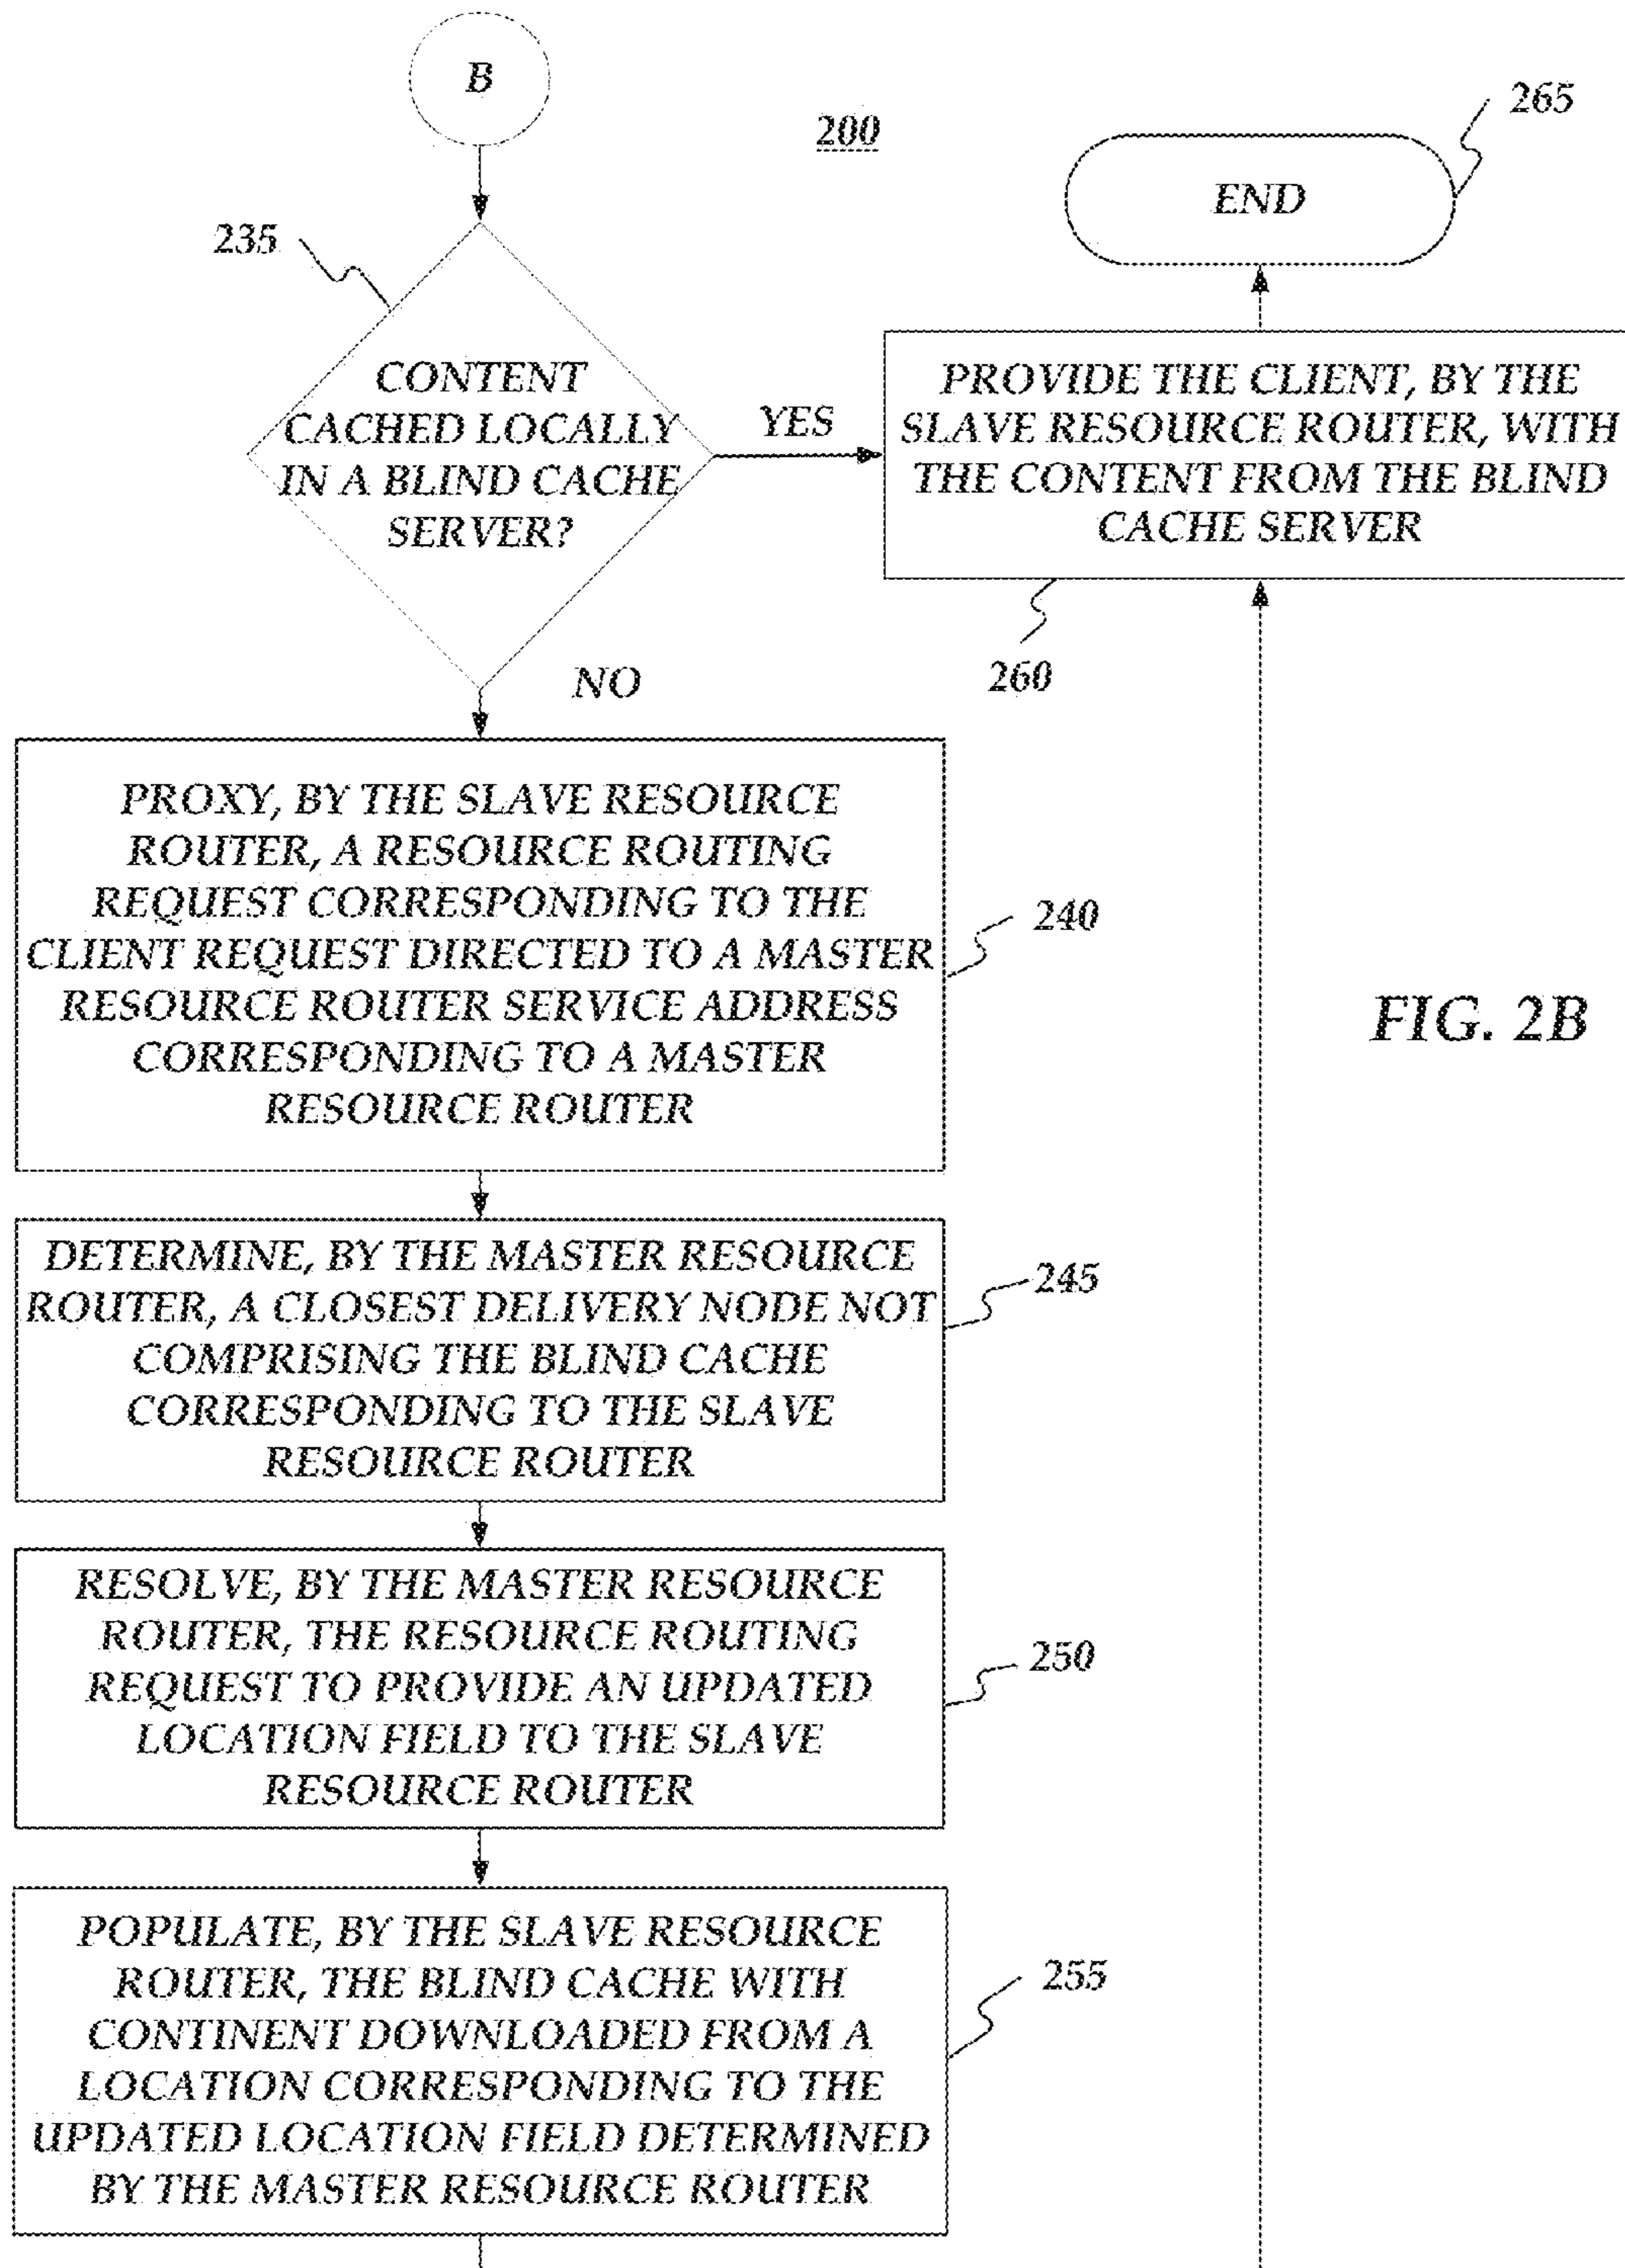 B
200
265
END
235
CONTENT
CACHED LOCALLY
IN A BLIND CACHE
SERVER?
YES
PROVIDE THE CLIENT, BY THE
SLAVE RESOURCE ROUTER, WITH
THE CONTENT FROM THE BLIND
CACHE SERVER
260
NO
PROXY, BY THE SLAVE RESOURCE
ROUTER, A RESOURCE ROUTING
REQUEST CORRESPONDING TO THE
CLIENT REQUEST DIRECTED TO A MASTER
RESOURCE ROUTER SERVICE ADDRESS
CORRESPONDING TO A MASTER
RESOURCE ROUTER
240
FIG. 2B
DETERMINE, BY THE MASTER RESOURCE
ROUTER, A CLOSEST DELIVERY NODE NOT
COMPRISING THE BLIND CACHE
CORRESPONDING TO THE SLAVE
RESOURCE ROUTER
245
RESOLVE, BY THE MASTER RESOURCE
ROUTER, THE RESOURCE ROUTING
REQUEST TO PROVIDE AN UPDATED
LOCATION FIELD TO THE SLAVE
RESOURCE ROUTER
250
POPULATE, BY THE SLAVE RESOURCE
ROUTER, THE BLIND CACHE WITH
CONTINENT DOWNLOADED FROM A
LOCATION CORRESPONDING TO THE
UPDATED LOCATION FIELD DETERMINED
BY THE MASTER RESOURCE ROUTER
255